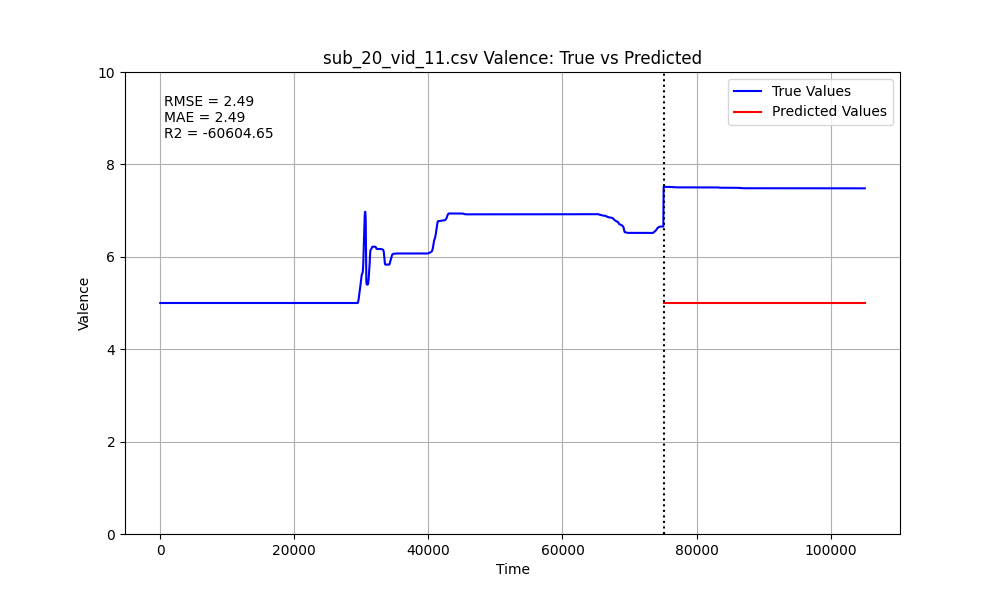 sub_20_vid_11.csv Valence: True vs Predicted
RMSE = 2.49
MAE = 2.49
R2 = -60604.65
True Values
Predicted Values
10
8
6
4
2
0
Valence
0
20000
40000
60000
80000
100000
Time